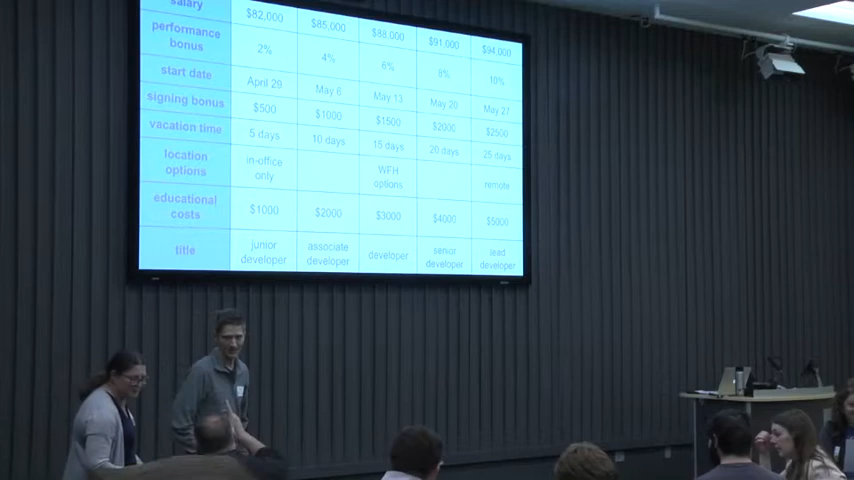 salary $82,000 $85,000 $88,000 $91,000 $94,000
performance bonus 2% 4% 6% 8% 10%
start date April 29 May 6 May 13 May 20 May 27
signing bonus $500 $1000 $1500 $2000 $2500
vacation time 5 days 10 days 15 days 20 days 25 days
location options in-office only WFH options remote
educational costs $1000 $2000 $3000 $4000 $5000
title junior developer associate developer developer senior developer lead developer